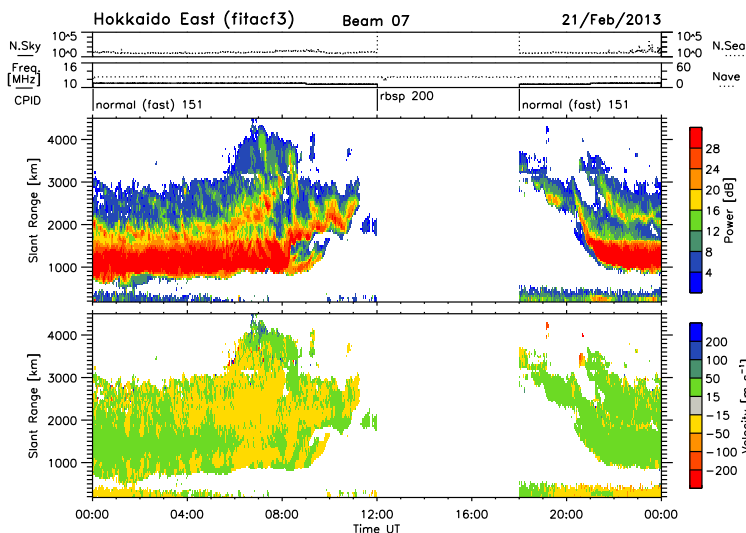 Hokkaido East (fitacf3) Beam 07 21/Feb/2013
N.Sky 10^5 10^0 10^5 10^0 N.Sea
Freq. [MHz] 16 10 60 0 Nave
CPID normal (fast) 151 rbsp 200 normal (fast) 151
Slant Range [km]
4000
3000
2000
1000
28
24
20
16
12
8
4
Power [dB]
Slant Range [km]
4000
3000
2000
1000
200
100
50
15
-15
-50
-100
-200
Velocity [m s^-1]
00:00 04:00 08:00 12:00 16:00 20:00 00:00
Time UT